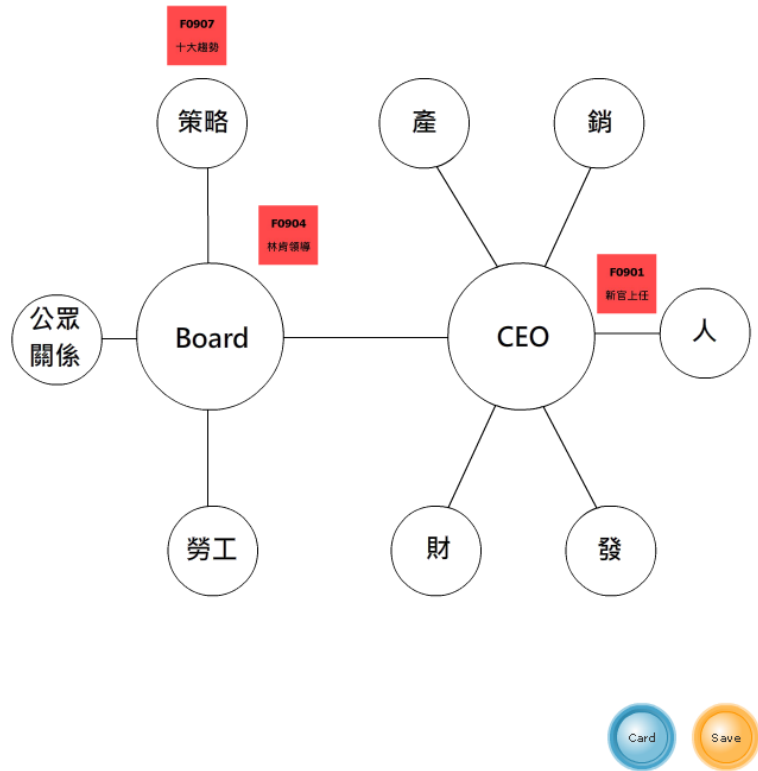 F0907
十大趨勢
策略
產
銷
F0904
林肯領導
F0901
新官上任
公眾
關係
Board
CEO
人
勞工
財
發
Card
Save